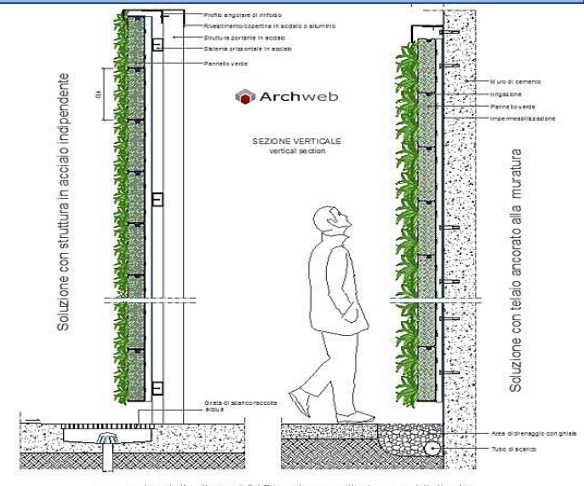 Profilo angolare di rinforzo
Rivestimento/copertina in acciaio o alluminio
Struttura portante in acciaio
Sistema orizzontale in acciaio
Pannello verde
Archweb
SEZIONE VERTICALE
vertical section
Muro di cemento
Irrigazione
Pannello verde
Impermeabilizzazione
Soluzione con struttura in acciaio indipendente
Soluzione con telaio ancorato alla muratura
Grata di scarico/raccolta
acqua
Area di drenaggio con ghiaia
Tubo di scarico